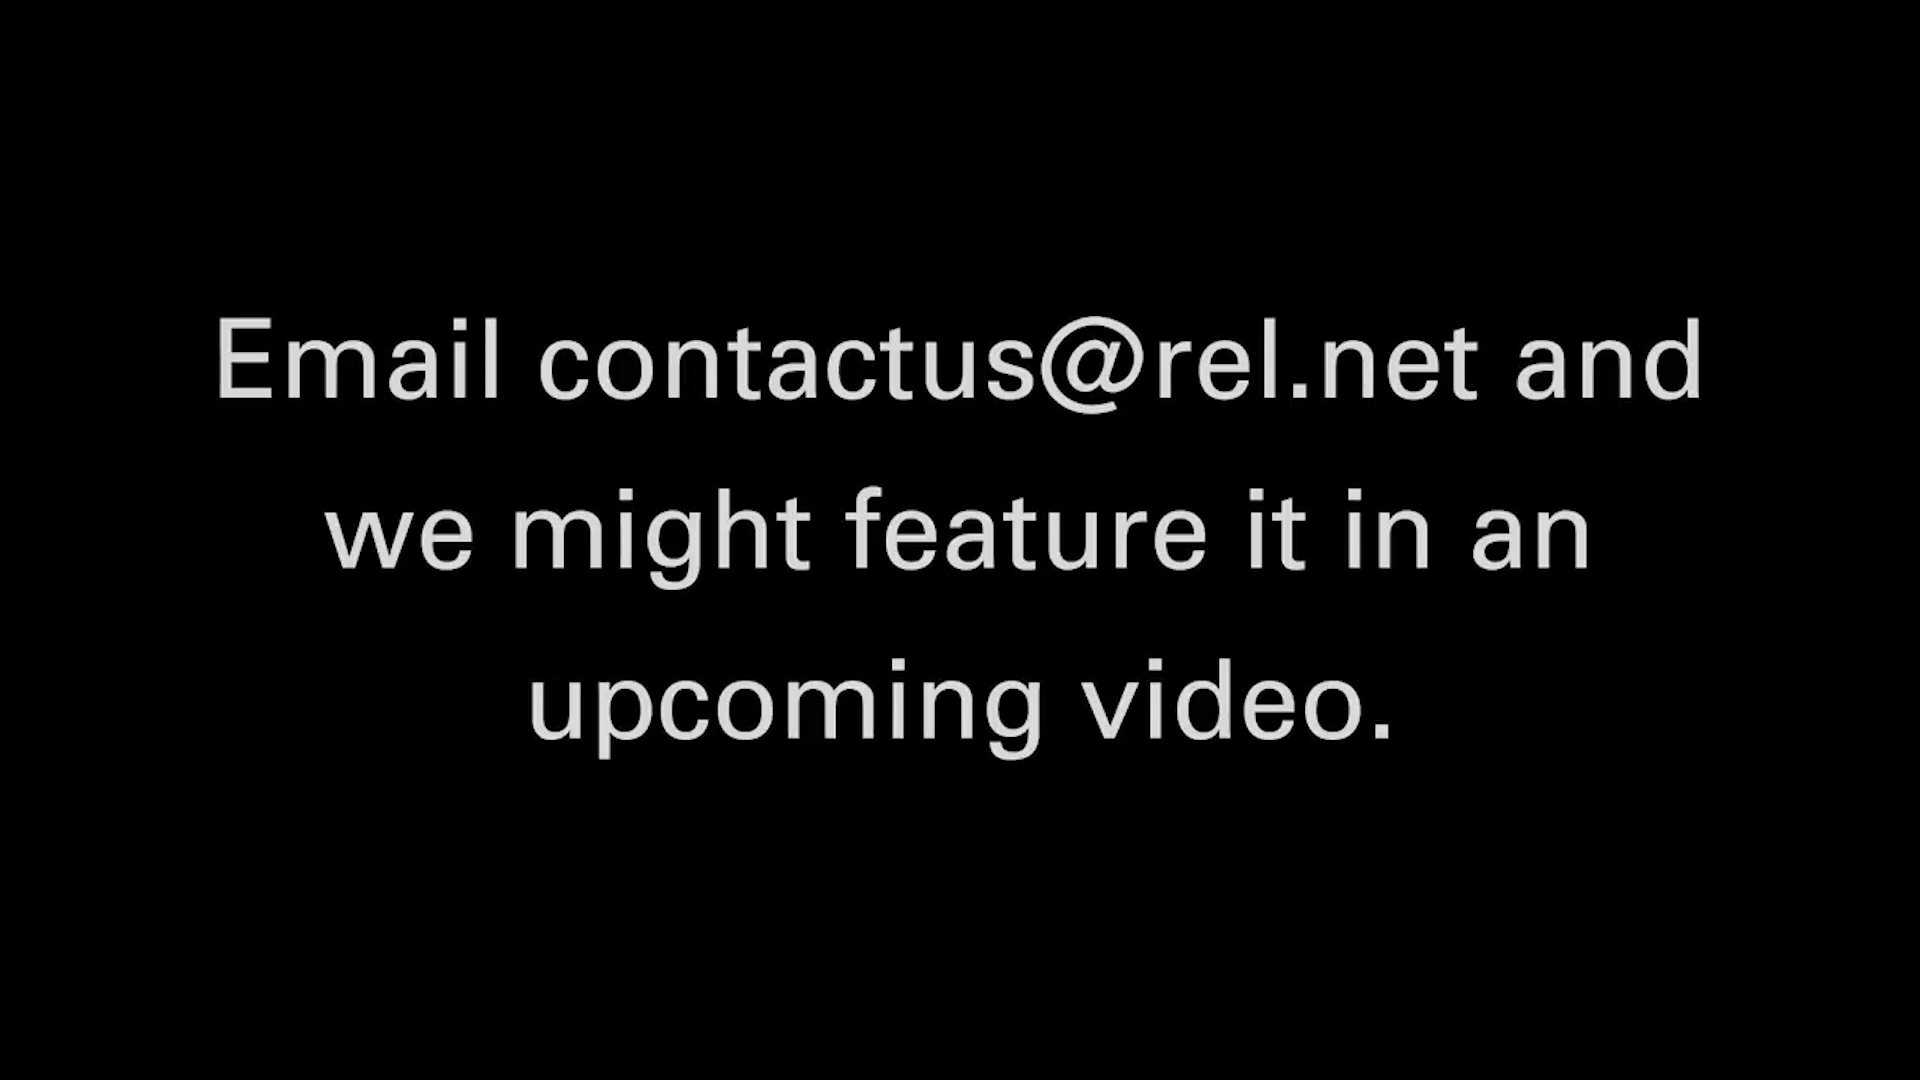 Email contactus@rel.net and
we might feature it in an
upcoming video.